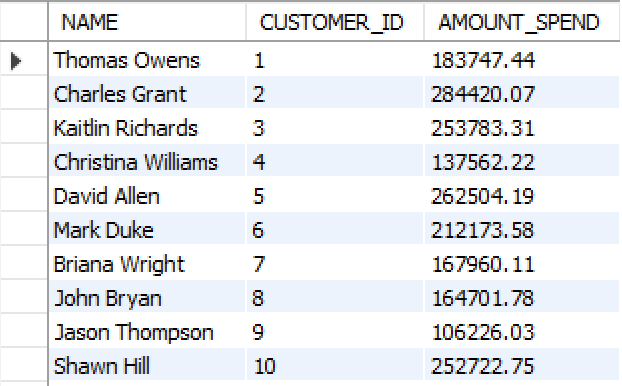 NAME CUSTOMER_ID AMOUNT_SPEND
Thomas Owens 1 183747.44
Charles Grant 2 284420.07
Kaitlin Richards 3 253783.31
Christina Williams 4 137562.22
David Allen 5 262504.19
Mark Duke 6 212173.58
Briana Wright 7 167960.11
John Bryan 8 164701.78
Jason Thompson 9 106226.03
Shawn Hill 10 252722.75